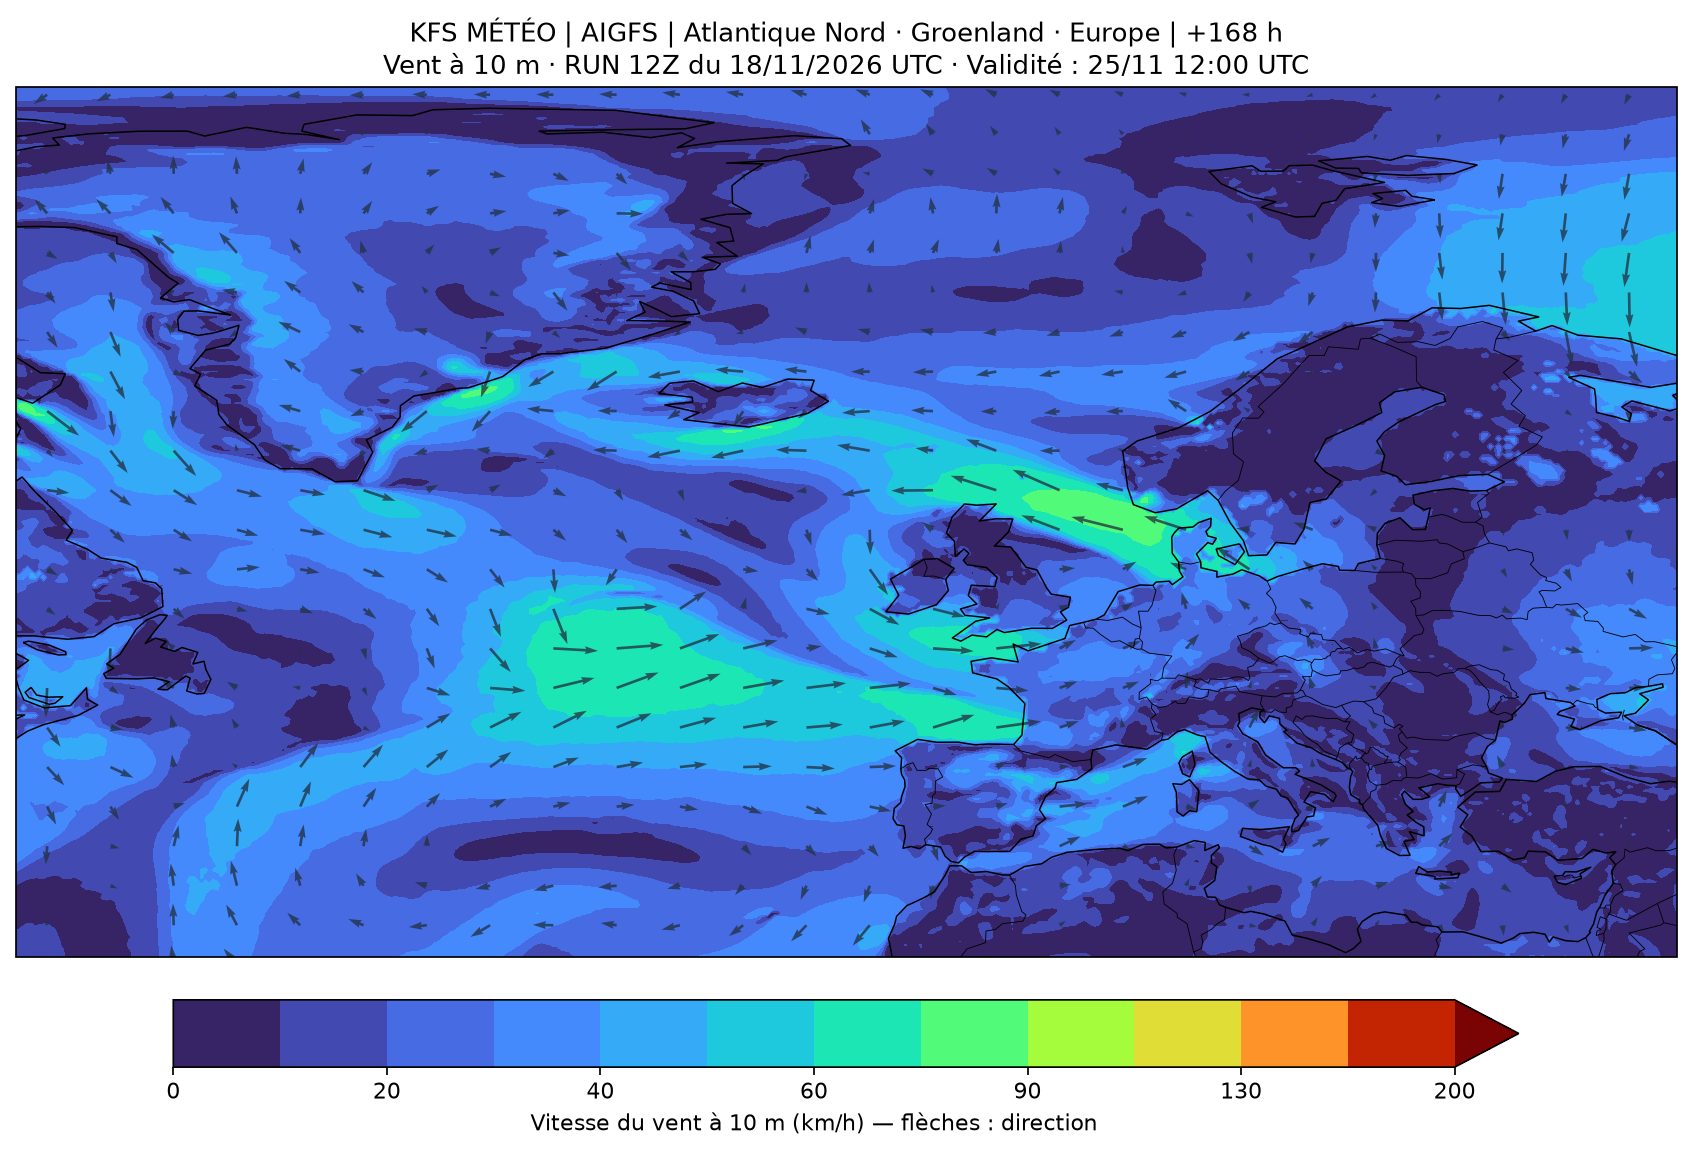 KFS MÉTÉO | AIGFS | Atlantique Nord · Groenland · Europe | +168 h
Vent à 10 m · RUN 12Z du 18/11/2026 UTC · Validité : 25/11 12:00 UTC
0 20 40 60 90 130 200
Vitesse du vent à 10 m (km/h) — flèches : direction